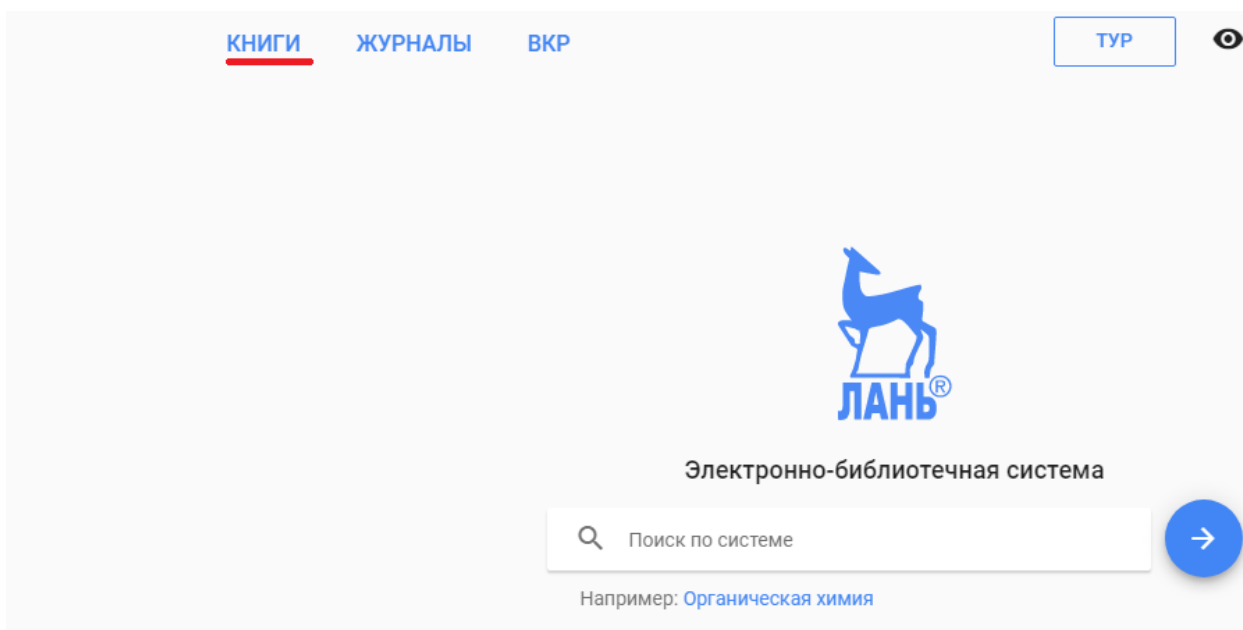 КНИГИ ЖУРНАЛЫ ВКР ТУР
ЛАНЬ®
Электронно-библиотечная система
Поиск по системе
Например: Органическая химия